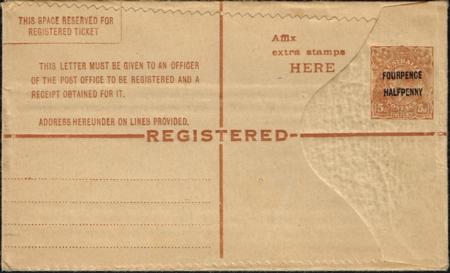 THIS SPACE RESERVED FOR
REGISTERED TICKET
THIS LETTER MUST BE GIVEN TO AN OFFICER
OF THE POST OFFICE TO BE REGISTERED AND A
RECEIPT OBTAINED FOR IT.
ADDRESS HEREUNDER ON LINES PROVIDED.
Affix
extra stamps
HERE
FOURPENCE
HALFPENNY
5
POSTAGE
REGISTERED